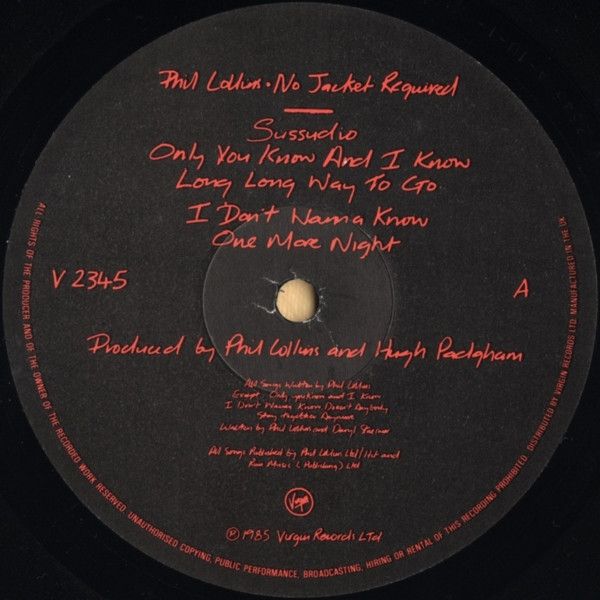 Phil Collins • No Jacket Required
Sussudio
Only You Know And I Know
Long Long Way To Go
I Don't Wanna Know
One More Night
V 2345
A
Produced by Phil Collins and Hugh Padgham
All Songs Written by Phil Collins
Except Only you Know and I Know
I Don't Wanna Know Doesn't Anybody
Stay Together Anymore
Written by Phil Collins and Daryl Stuermer
All Songs Published by Phil Collins Ltd/Hit and
Run Music (Publishing) Ltd
Virgin
℗ 1985 Virgin Records Ltd
ALL RIGHTS OF THE PRODUCER AND OF THE OWNER OF THE RECORDED WORK RESERVED. UNAUTHORISED COPYING, PUBLIC PERFORMANCE, BROADCASTING, HIRING OR RENTAL OF THIS RECORDING PROHIBITED. DISTRIBUTED BY VIRGIN RECORDS LTD. MANUFACTURED IN THE UK